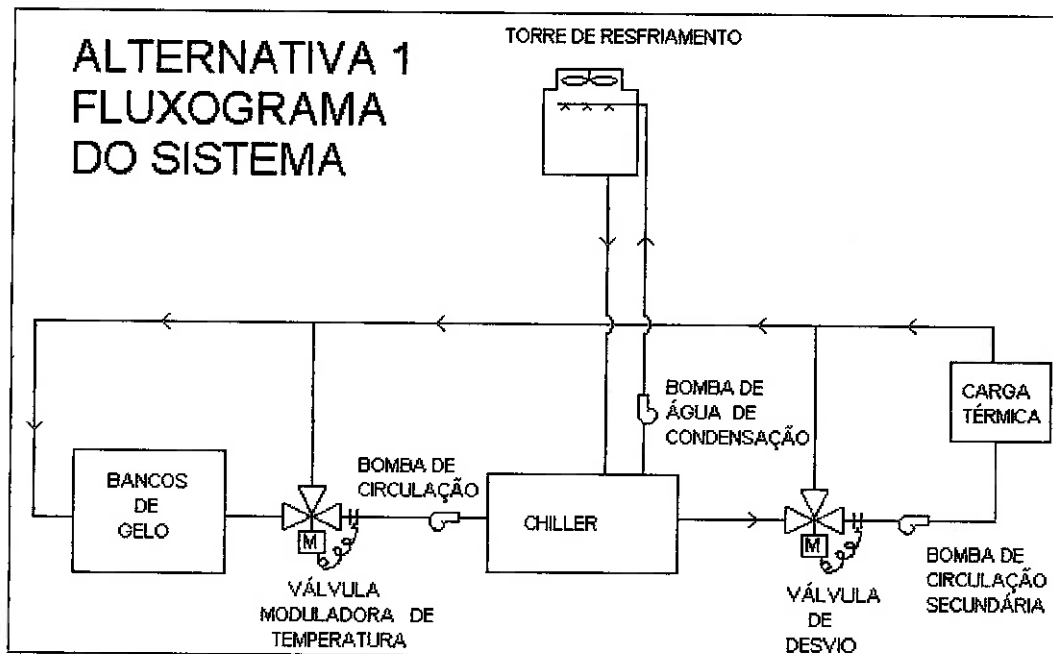 ALTERNATIVA 1
FLUXOGRAMA
DO SISTEMA
TORRE DE RESFRIAMENTO
BOMBA DE
ÁGUA DE
CONDENSAÇÃO
CARGA
TÉRMICA
BANCOS
DE
GELO
BOMBA DE
CIRCULAÇÃO
CHILLER
M
VÁLVULA
MODULADORA DE
TEMPERATURA
M
VÁLVULA
DE
DESVIO
BOMBA DE
CIRCULAÇÃO
SECUNDÁRIA